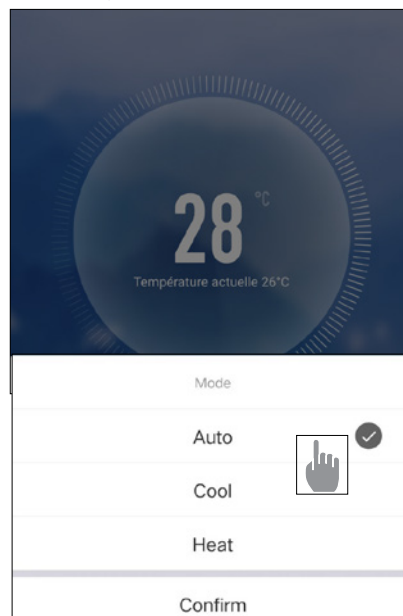 28 °C
Température actuelle 26°C
Mode
Auto
Cool
Heat
Confirm